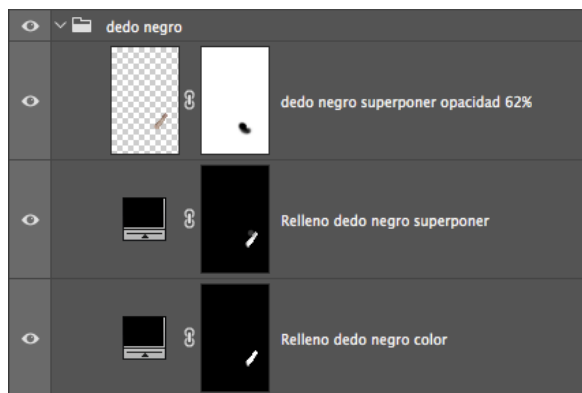 dedo negro
dedo negro superponer opacidad 62%
Relleno dedo negro superponer
Relleno dedo negro color